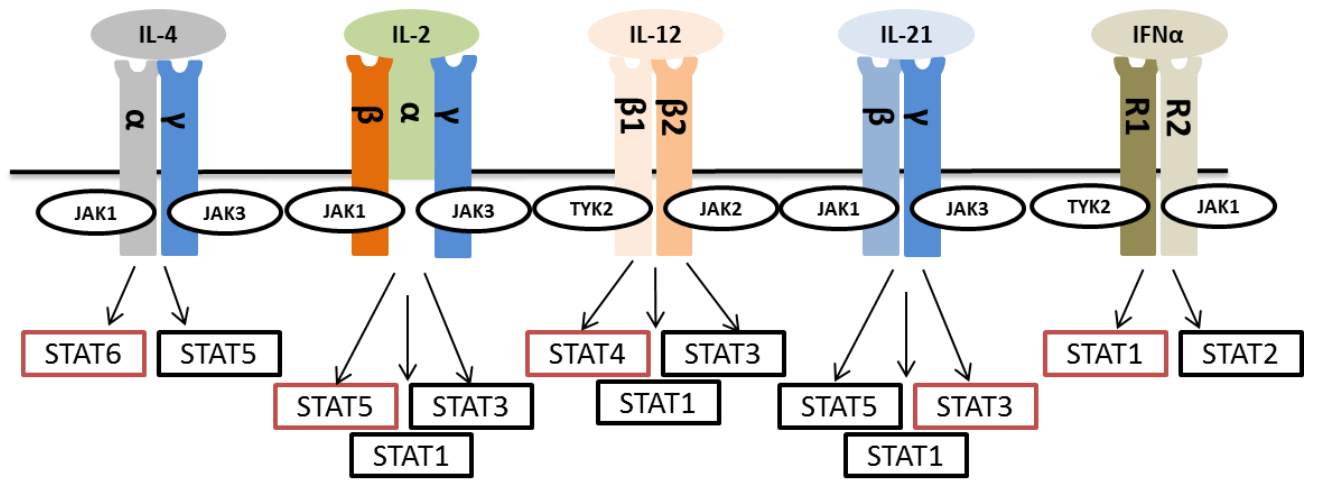 IL-4 IL-2 IL-12 IL-21 IFNα
α γ β α γ β1 β2 β γ R1 R2
JAK1 JAK3 JAK1 JAK3 TYK2 JAK2 JAK1 JAK3 TYK2 JAK1
STAT6 STAT5 STAT4 STAT3 STAT1 STAT2
STAT5 STAT3 STAT1 STAT5 STAT3
STAT1 STAT1